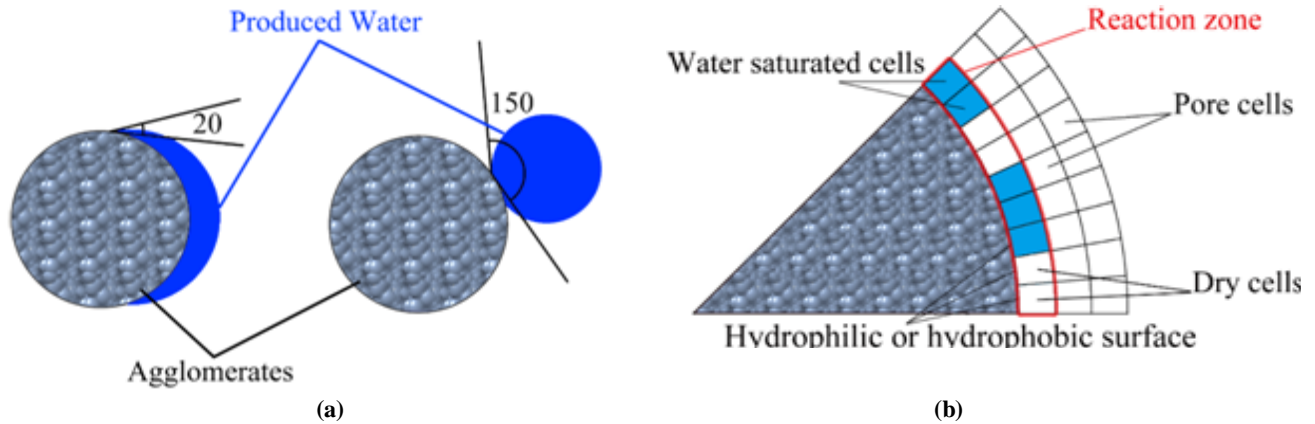 Produced Water
20
150
Agglomerates
(a)
Reaction zone
Water saturated cells
Pore cells
Dry cells
Hydrophilic or hydrophobic surface
(b)